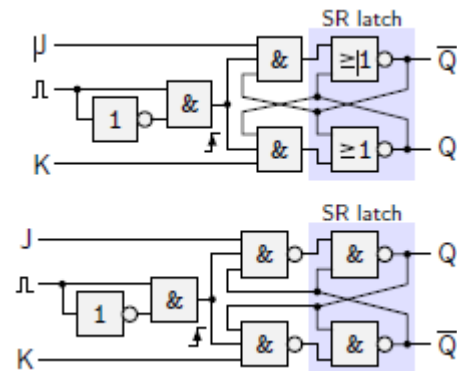 SR latch
J & ≥1 Q
& 1
& ≥1 Q
K
SR latch
J & & Q
& 1
& & Q
K